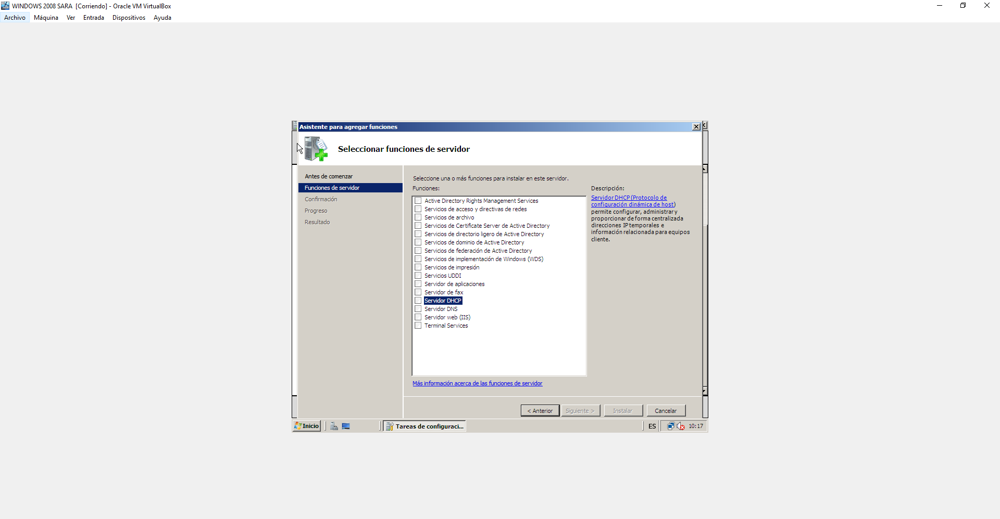 WINDOWS 2008 SARA [Corriendo] - Oracle VM VirtualBox
Archivo Máquina Ver Entrada Dispositivos Ayuda
Asistente para agregar funciones
Seleccionar funciones de servidor
Antes de comenzar
Funciones de servidor
Confirmación
Progreso
Resultado
Seleccione una o más funciones para instalar en este servidor.
Funciones:
Active Directory Rights Management Services
Servicios de acceso y directivas de redes
Servicios de archivo
Servicios de Certificate Server de Active Directory
Servicios de directorio ligero de Active Directory
Servicios de dominio de Active Directory
Servicios de federación de Active Directory
Servicios de implementación de Windows (WDS)
Servicios de impresión
Servicios UDDI
Servidor de aplicaciones
Servidor de fax
Servidor DHCP
Servidor DNS
Servidor web (IIS)
Terminal Services
Más información acerca de las funciones de servidor
Descripción:
Servidor DHCP (Protocolo de
configuración dinámica de host)
permite configurar, administrar y
proporcionar de forma centralizada
direcciones IP temporales e
información relacionada para equipos
cliente.
< Anterior Siguiente > Instalar Cancelar
Inicio Tareas de configuraci... ES 10:17